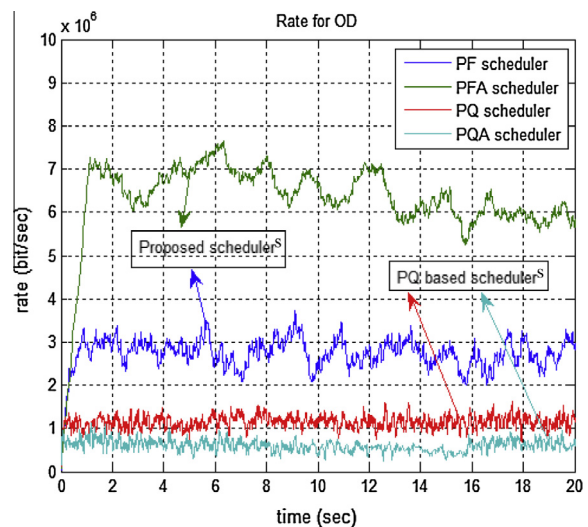 Rate for OD
x 10⁶
10
9
8
7
6
5
4
3
2
1
0
rate (bit/sec)
PF scheduler
PFA scheduler
PQ scheduler
PQA scheduler
Proposed schedulerˢ
PQ based schedulerˢ
0 2 4 6 8 10 12 14 16 18 20
time (sec)